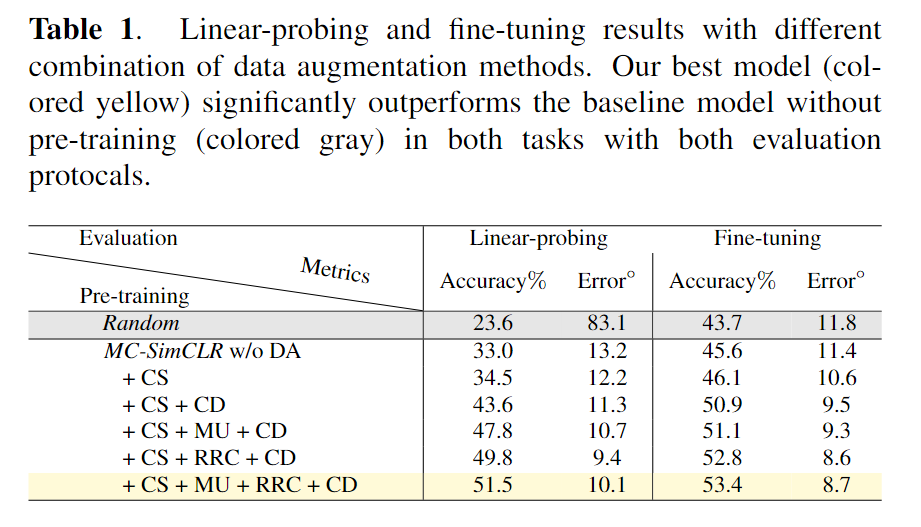 Table 1. Linear-probing and fine-tuning results with different
combination of data augmentation methods. Our best model (col-
ored yellow) significantly outperforms the baseline model without
pre-training (colored gray) in both tasks with both evaluation
protocals.
Evaluation Linear-probing Fine-tuning
Metrics Accuracy% Error° Accuracy% Error°
Pre-training
Random 23.6 83.1 43.7 11.8
MC-SimCLR w/o DA 33.0 13.2 45.6 11.4
+ CS 34.5 12.2 46.1 10.6
+ CS + CD 43.6 11.3 50.9 9.5
+ CS + MU + CD 47.8 10.7 51.1 9.3
+ CS + RRC + CD 49.8 9.4 52.8 8.6
+ CS + MU + RRC + CD 51.5 10.1 53.4 8.7